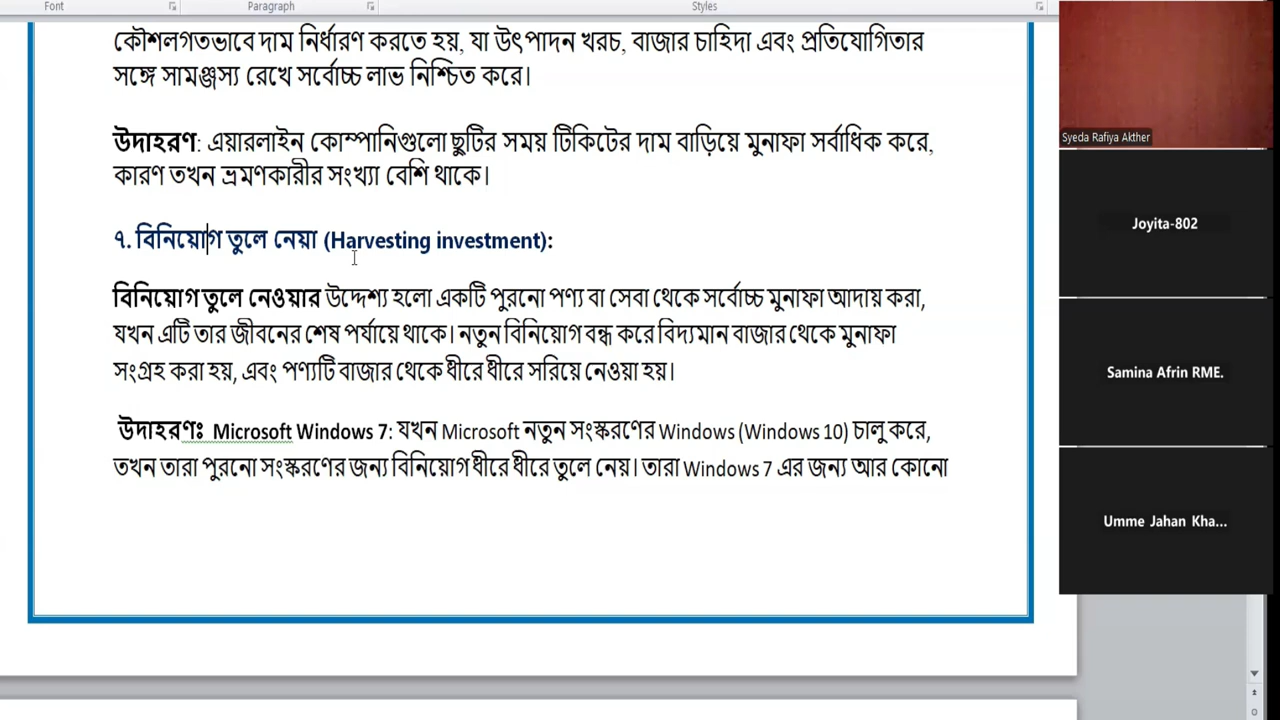 Font
Paragraph
Styles
কৌশলগতভাবে দাম নির্ধারণ করতে হয়, যা উৎপাদন খরচ, বাজার চাহিদা এবং প্রতিযোগিতার
সঙ্গে সামঞ্জস্য রেখে সর্বোচ্চ লাভ নিশ্চিত করে।
উদাহরণ: এয়ারলাইন কোম্পানিগুলো ছুটির সময় টিকিটের দাম বাড়িয়ে মুনাফা সর্বাধিক করে,
কারণ তখন ভ্রমণকারীর সংখ্যা বেশি থাকে।
৭. বিনিয়োগ তুলে নেয়া (Harvesting investment):
বিনিয়োগ তুলে নেওয়ার উদ্দেশ্য হলো একটি পুরনো পণ্য বা সেবা থেকে সর্বোচ্চ মুনাফা আদায় করা,
যখন এটি তার জীবনের শেষ পর্যায়ে থাকে। নতুন বিনিয়োগ বন্ধ করে বিদ্যমান বাজার থেকে মুনাফা
সংগ্রহ করা হয়, এবং পণ্যটি বাজার থেকে ধীরে ধীরে সরিয়ে নেওয়া হয়।
উদাহরণঃ Microsoft Windows 7: যখন Microsoft নতুন সংস্করণের Windows (Windows 10) চালু করে,
তখন তারা পুরনো সংস্করণের জন্য বিনিয়োগ ধীরে ধীরে তুলে নেয়। তারা Windows 7 এর জন্য আর কোনো
Syeda Rafiya Akther
Joyita-802
Samina Afrin RME.
Umme Jahan Kha...